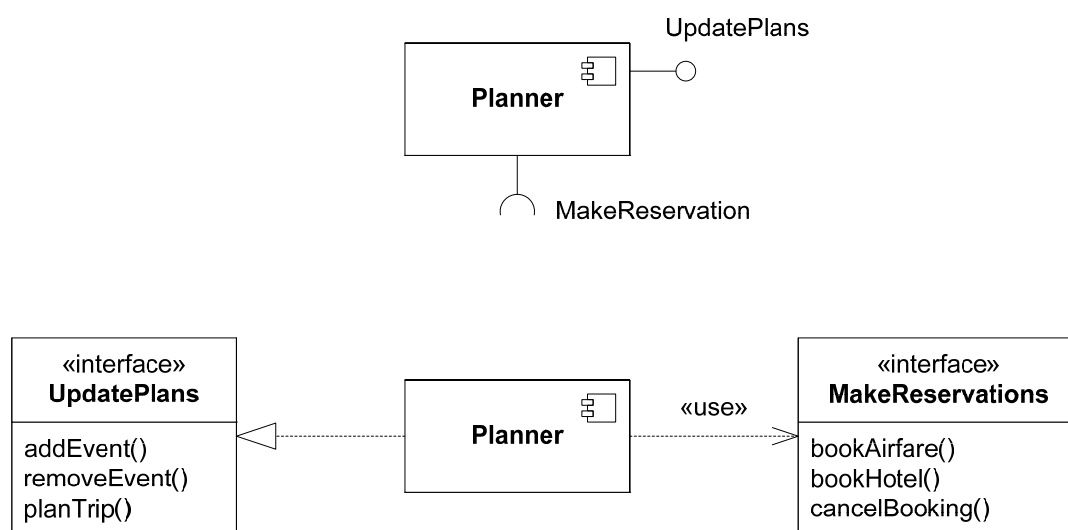 UpdatePlans
Planner
MakeReservation
«interface»
UpdatePlans
addEvent()
removeEvent()
planTrip()
Planner
«use»
«interface»
MakeReservations
bookAirfare()
bookHotel()
cancelBooking()